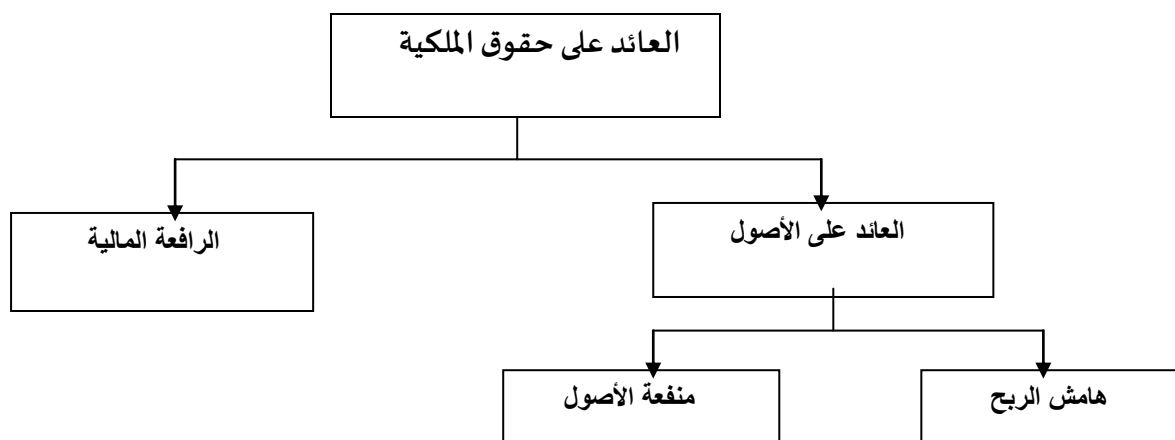 العائد على حقوق الملكية
العائد على الأصول
الرافعة المالية
هامش الربح
منفعة الأصول